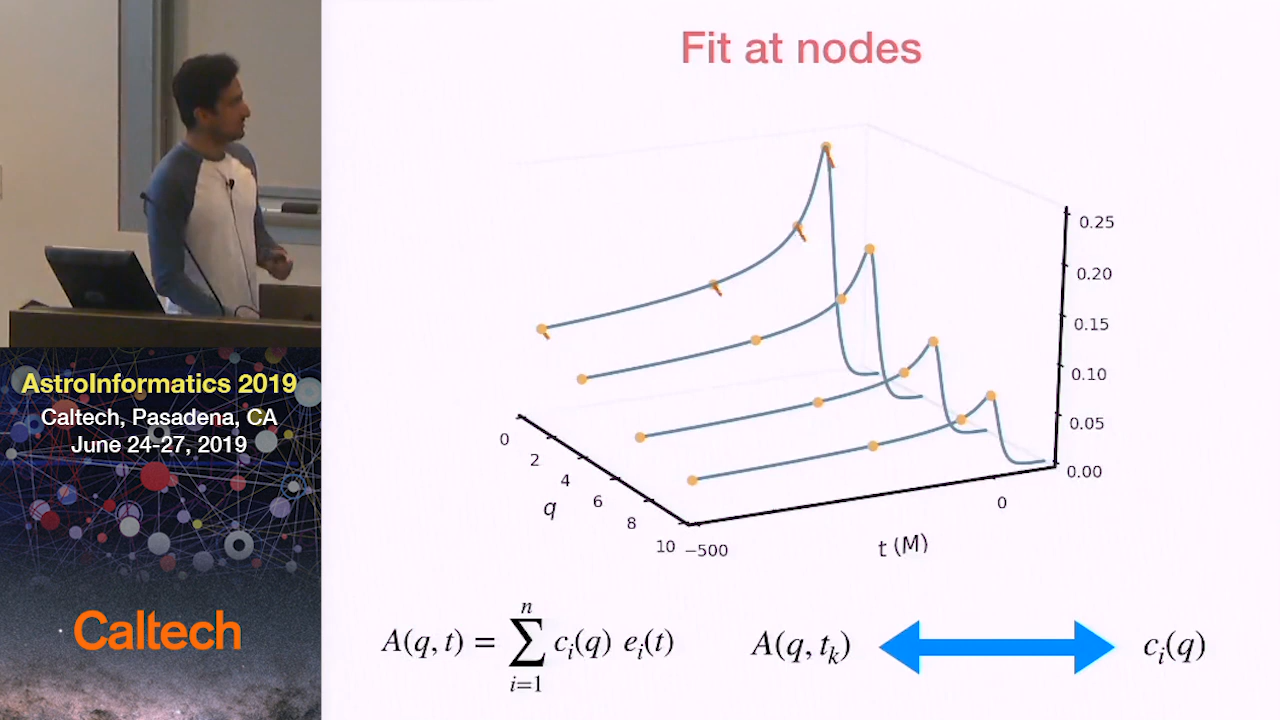 Fit at nodes
0.25
0.20
0.15
0.10
0.05
0.00
0
2
4
6
8
10
q
−500
0
t (M)
A(q, t) = \sum_{i=1}^{n} c_i(q) e_i(t)
A(q, t_k)
c_i(q)
AstroInformatics 2019
Caltech, Pasadena, CA
June 24-27, 2019
Caltech